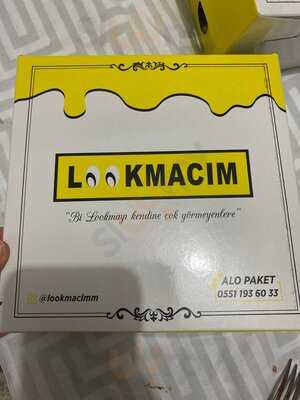 LOOKMACIM
"Bi Lookmayı kendine çok görmeyenlere"
@lookmacimm
ALO PAKET
0551 193 60 33